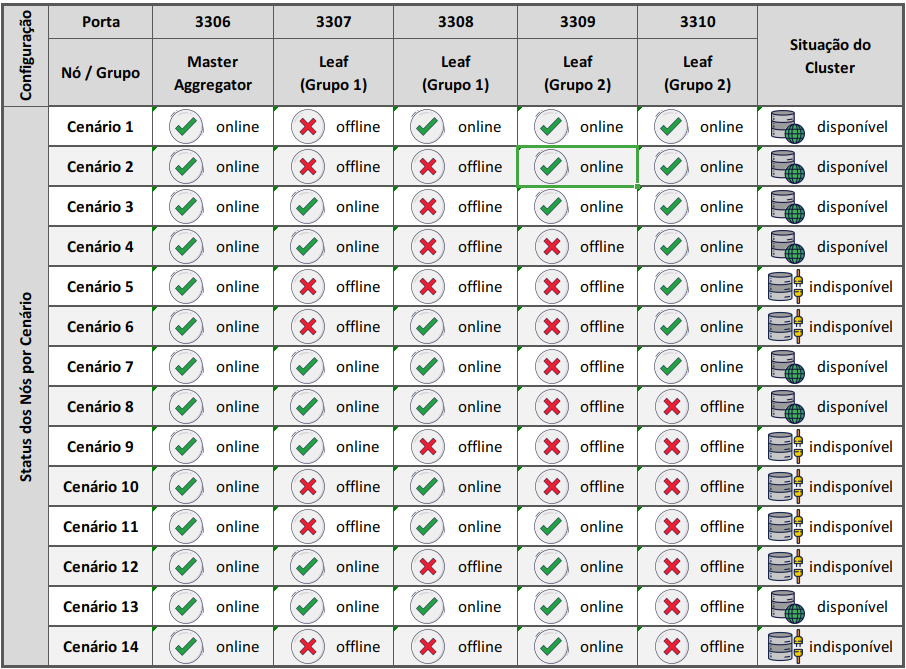 Configuração
Porta 3306 3307 3308 3309 3310
Situação do
Cluster
Nó / Grupo
Master
Aggregator
Leaf
(Grupo 1)
Leaf
(Grupo 1)
Leaf
(Grupo 2)
Leaf
(Grupo 2)
Status dos Nós por Cenário
Cenário 1 online offline online online online disponível
Cenário 2 online offline offline online online disponível
Cenário 3 online online offline online online disponível
Cenário 4 online online offline offline online disponível
Cenário 5 online offline offline offline online indisponível
Cenário 6 online offline online offline online indisponível
Cenário 7 online online online offline online disponível
Cenário 8 online online online offline offline disponível
Cenário 9 online online offline offline offline indisponível
Cenário 10 online offline online offline offline indisponível
Cenário 11 online offline online online offline indisponível
Cenário 12 online online offline online offline indisponível
Cenário 13 online online online online offline disponível
Cenário 14 online offline offline online offline indisponível